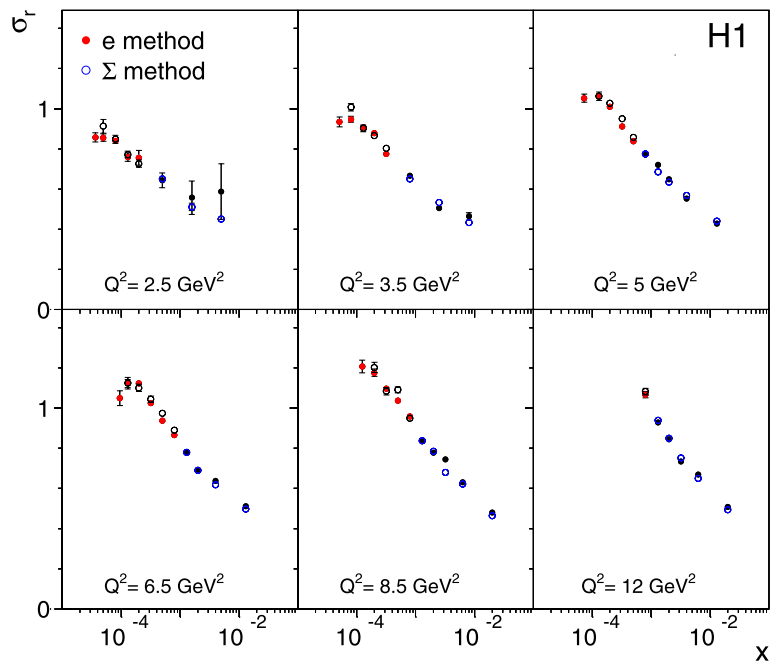 σ_r
H1
e method
Σ method
1
0
Q²= 2.5 GeV²
Q²= 3.5 GeV²
Q²= 5 GeV²
1
0
Q²= 6.5 GeV²
Q²= 8.5 GeV²
Q²= 12 GeV²
10⁻⁴ 10⁻² 10⁻⁴ 10⁻² 10⁻⁴ 10⁻²
x